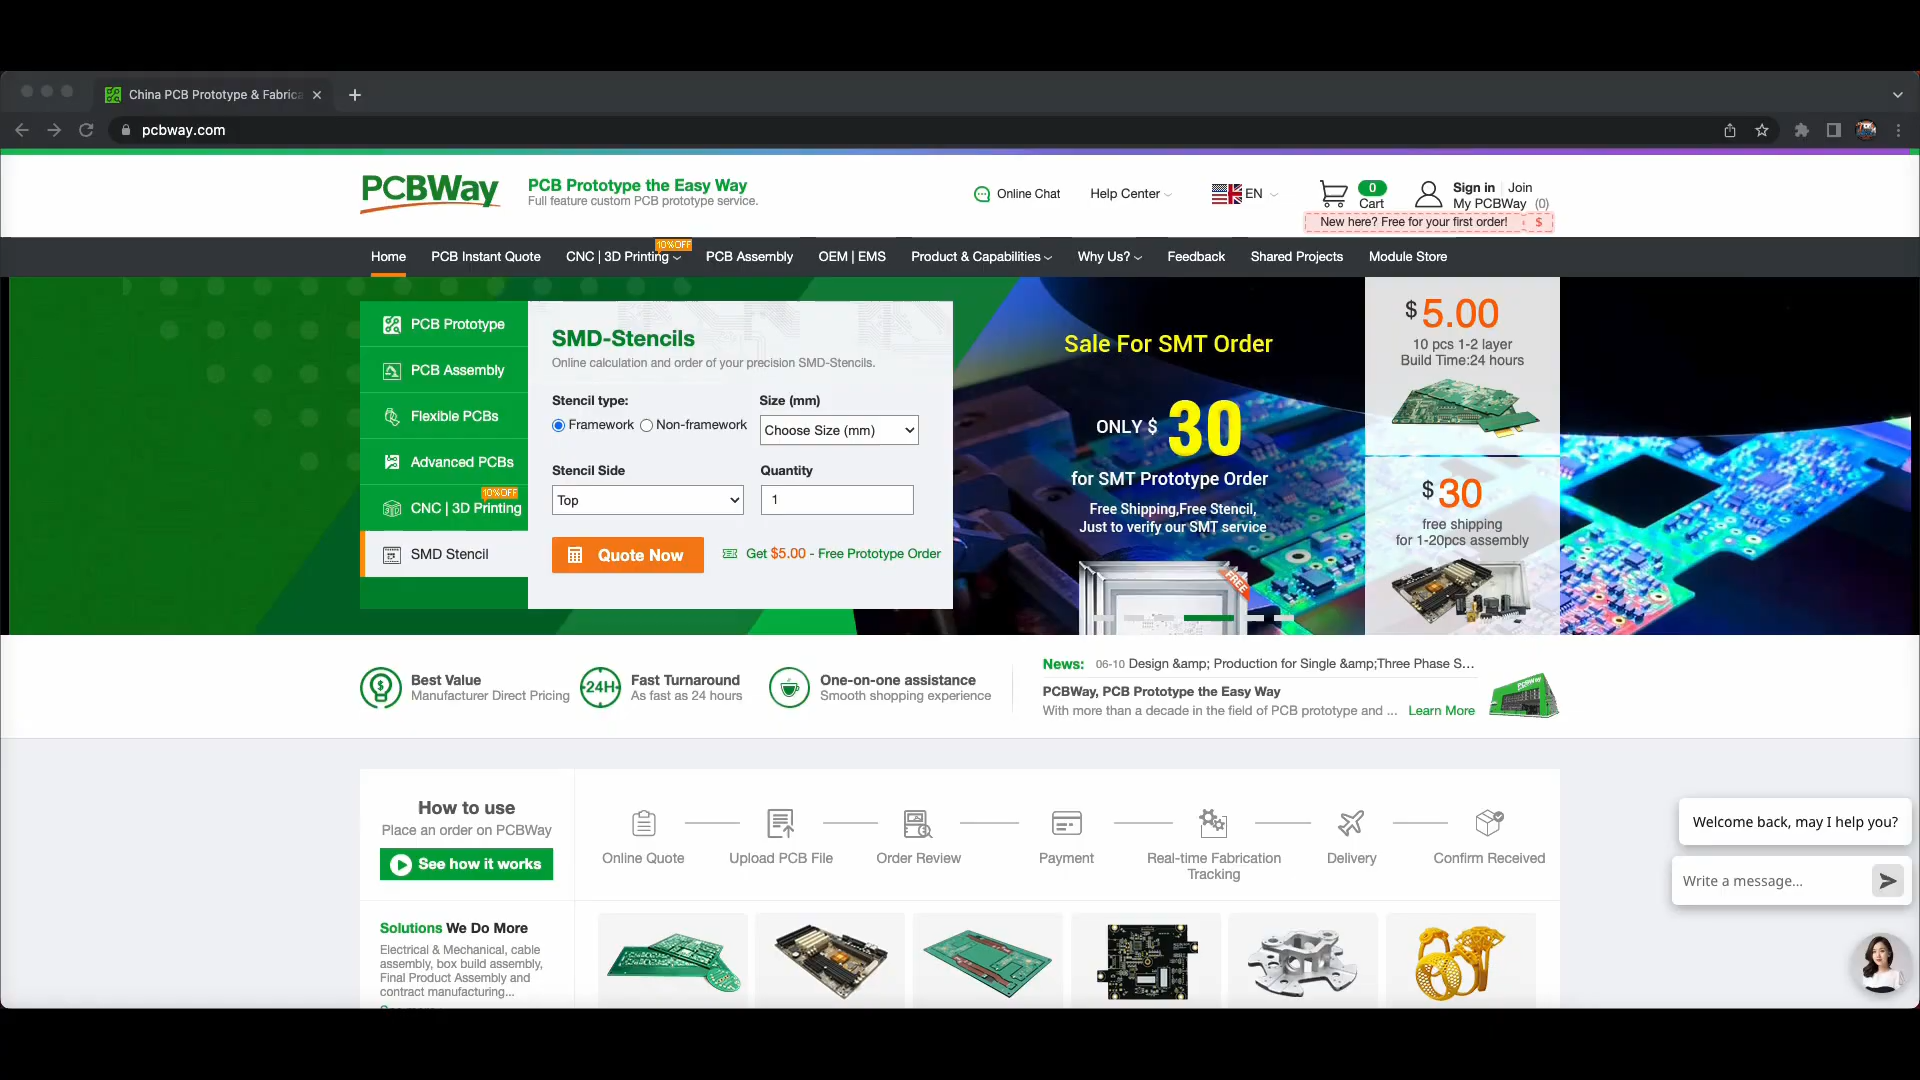 China PCB Prototype & Fabrica
pcbway.com
PCBWay
PCB Prototype the Easy Way
Full feature custom PCB prototype service.
Online Chat
Help Center
EN
0
Cart
Sign in
Join
My PCBWay (0)
New here? Free for your first order!
$
10%OFF
Home
PCB Instant Quote
CNC | 3D Printing
PCB Assembly
OEM | EMS
Product & Capabilities
Why Us?
Feedback
Shared Projects
Module Store
PCB Prototype
PCB Assembly
Flexible PCBs
Advanced PCBs
10%OFF
CNC | 3D Printing
SMD Stencil
SMD-Stencils
Online calculation and order of your precision SMD-Stencils.
Stencil type:
Size (mm)
Framework
Non-framework
Choose Size (mm)
Stencil Side
Quantity
Top
1
Quote Now
Get $5.00 - Free Prototype Order
Sale For SMT Order
ONLY $ 30
for SMT Prototype Order
Free Shipping,Free Stencil,
Just to verify our SMT service
FREE
$ 5.00
10 pcs 1-2 layer
Build Time:24 hours
$ 30
free shipping
for 1-20pcs assembly
Best Value
Manufacturer Direct Pricing
24H
Fast Turnaround
As fast as 24 hours
One-on-one assistance
Smooth shopping experience
News: 06-10 Design &amp; Production for Single &amp;Three Phase S...
PCBWay, PCB Prototype the Easy Way
With more than a decade in the field of PCB prototype and ... Learn More
PCBWay
How to use
Place an order on PCBWay
See how it works
Online Quote
Upload PCB File
Order Review
Payment
Real-time Fabrication
Tracking
Delivery
Confirm Received
Solutions We Do More
Electrical & Mechanical, cable
assembly, box build assembly,
Final Product Assembly and
contract manufacturing...
Welcome back, may I help you?
Write a message...